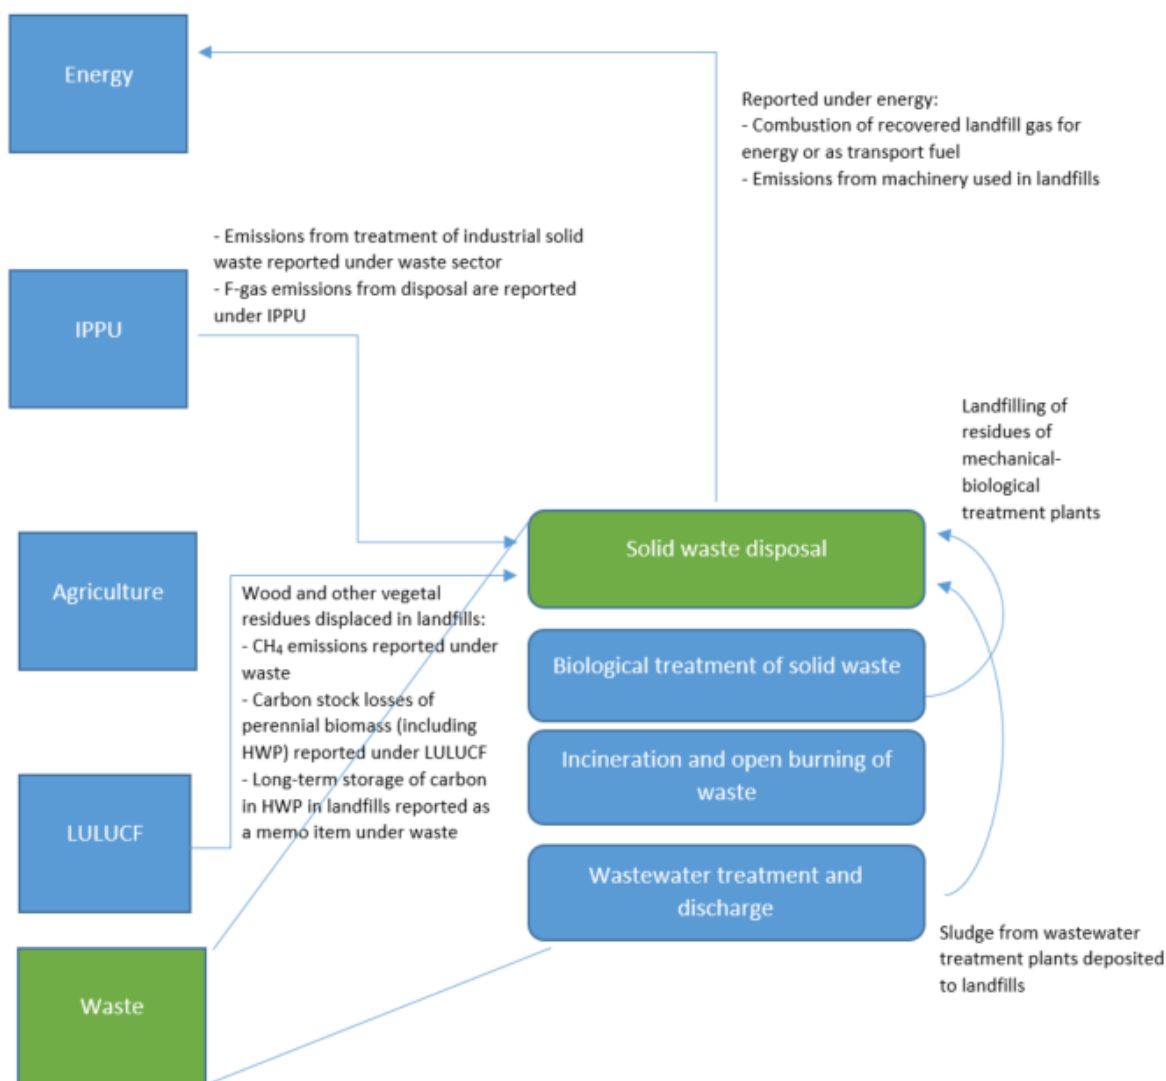 Energy
Reported under energy:
- Combustion of recovered landfill gas for
energy or as transport fuel
- Emissions from machinery used in landfills
- Emissions from treatment of industrial solid
waste reported under waste sector
- F-gas emissions from disposal are reported
under IPPU
IPPU
Landfilling of
residues of
mechanical-
biological
treatment plants
Solid waste disposal
Agriculture
Wood and other vegetal
residues displaced in landfills:
- CH₄ emissions reported under
waste
- Carbon stock losses of
perennial biomass (including
HWP) reported under LULUCF
- Long-term storage of carbon
in HWP in landfills reported as
a memo item under waste
Biological treatment of solid waste
Incineration and open burning of
waste
LULUCF
Wastewater treatment and
discharge
Sludge from wastewater
treatment plants deposited
to landfills
Waste